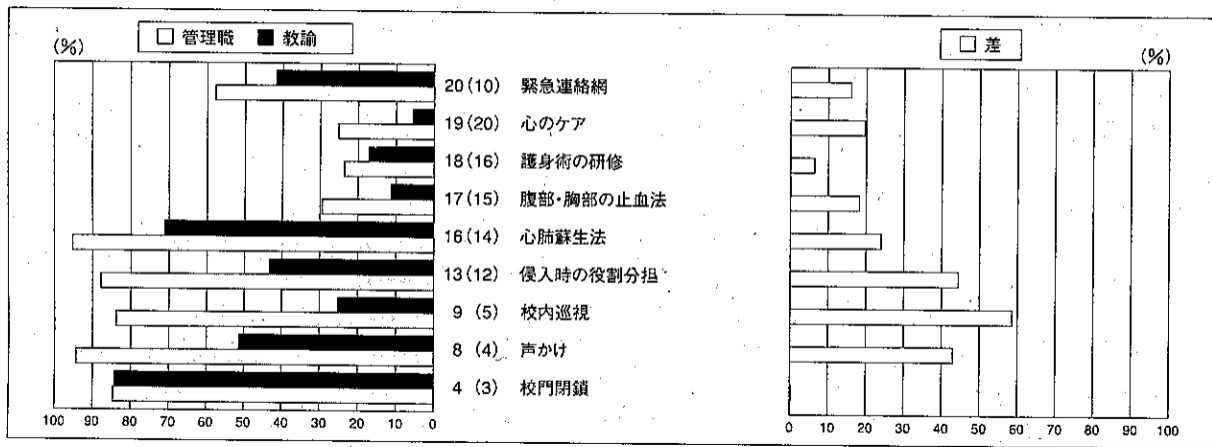 (%)
□ 管理職 ■ 教諭
□ 差
(%)
20(10) 緊急連絡網
19(20) 心のケア
18(16) 護身術の研修
17(15) 腹部・胸部の止血法
16(14) 心肺蘇生法
13(12) 侵入時の役割分担
9 (5) 校内巡視
8 (4) 声かけ
4 (3) 校門閉鎖
100 90 80 70 60 50 40 30 20 10 0
0 10 20 30 40 50 60 70 80 90 100